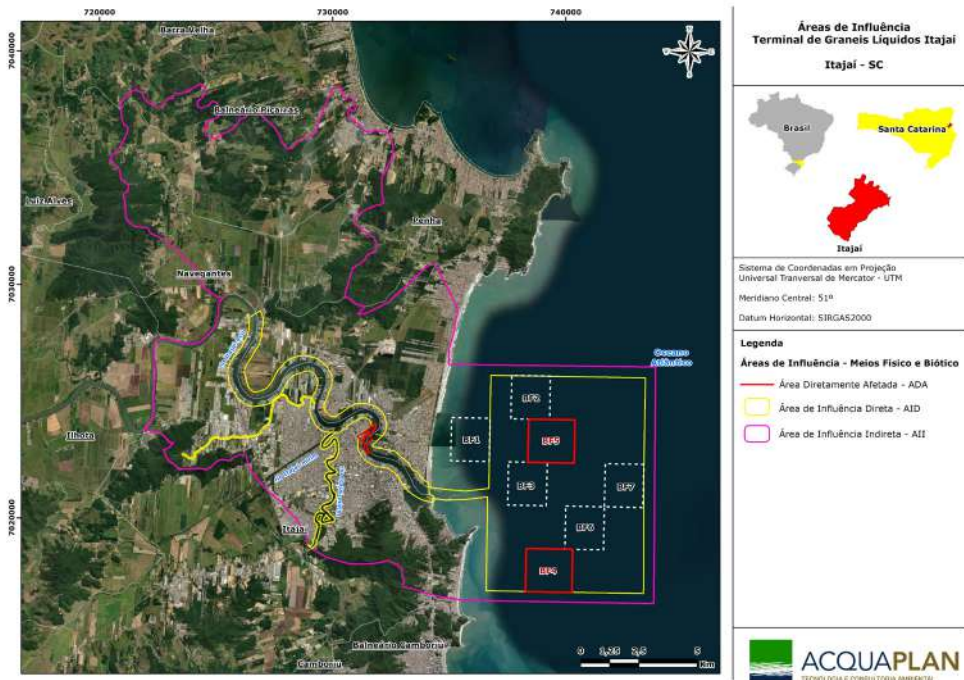 720000
730000
740000
7040000
7030000
7020000
Barra Velha
Balneário Piçarras
Luiz Alves
Penha
Navegantes
Oceano
Atlântico
BF2
BF1
BF5
BF3
BF7
BF6
BF4
Ilhota
Itajaí
Balneário Camboriú
Camboriú
0 1,25 2,5 5
Km
Áreas de Influência
Terminal de Graneis Líquidos Itajaí
Itajaí - SC
Brasil
Santa Catarina
Itajaí
Sistema de Coordenadas em Projeção
Universal Tranversal de Mercator - UTM
Meridiano Central: 51º
Datum Horizontal: SIRGAS2000
Legenda
Áreas de Influência - Meios Físico e Biótico
Área Diretamente Afetada - ADA
Área de Influência Direta - AID
Área de Influência Indireta - AII
ACQUAPLAN
TECNOLOGIA E CONSULTORIA AMBIENTAL